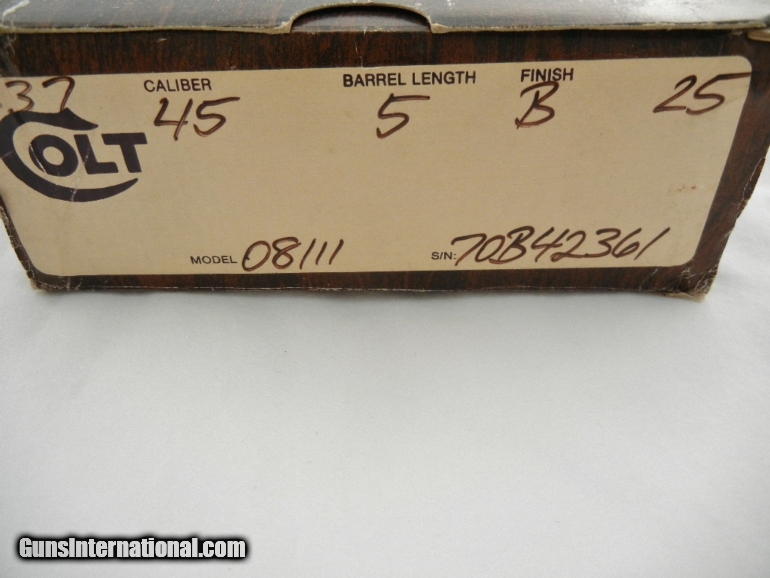 37 CALIBER BARREL LENGTH FINISH
45 5 B 25
COLT
MODEL 08111 S/N: 70B42361
GunsInternational.com